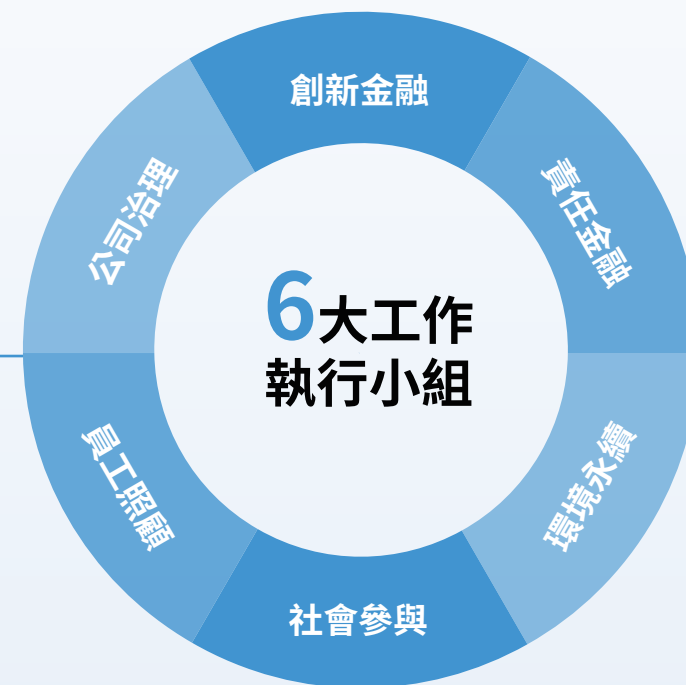 創新金融
責任金融
環境永續
社會參與
員工照顧
公司治理
6大工作
執行小組